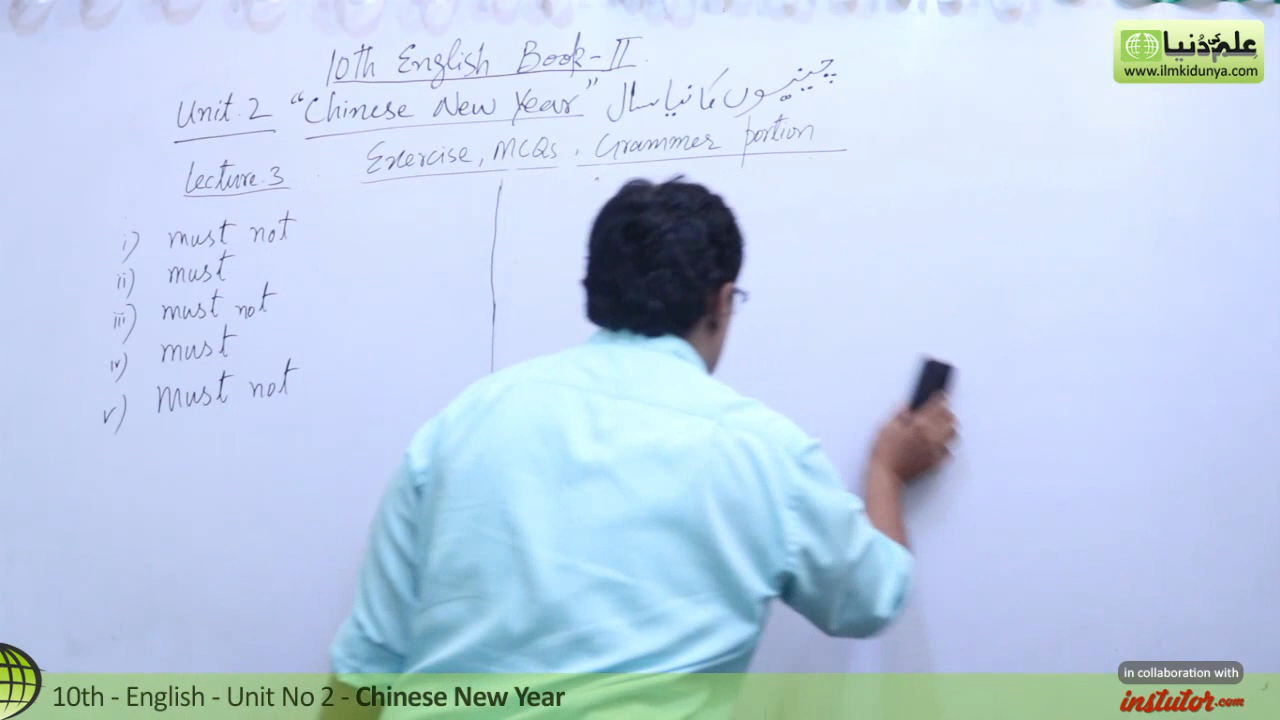 10th English Book-II
Unit.2 "Chinese New Year" چینیوں کا نیا سال
Lecture.3 Exercise, MCQs, Grammer portion
i) must not
ii) must
iii) must not
iv) must
v) Must not
علم کی دُنیا
www.ilmkidunya.com
10th - English - Unit No 2 - Chinese New Year
in collaboration with
instutor.com